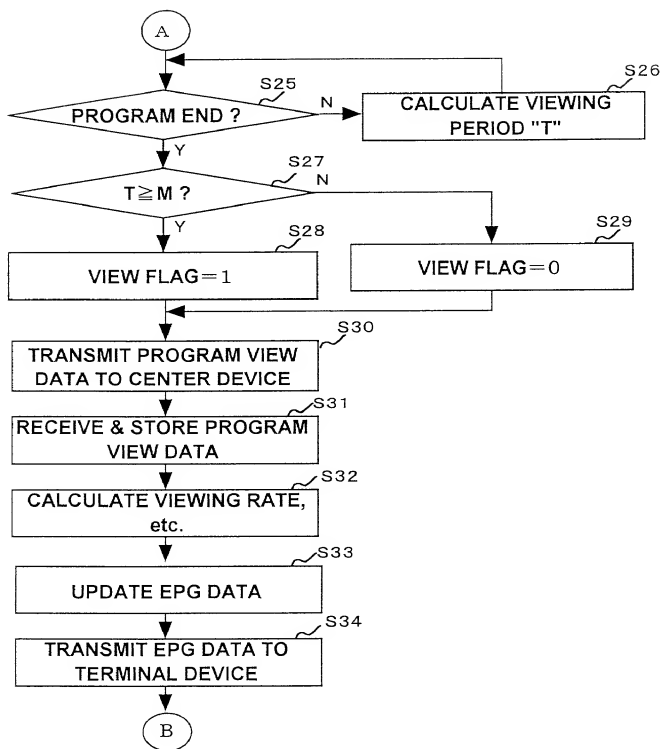 A
S25
PROGRAM END ?
N
S26
CALCULATE VIEWING
PERIOD "T"
Y
S27
T≧M ?
N
Y
S28
VIEW FLAG=1
S29
VIEW FLAG=0
S30
TRANSMIT PROGRAM VIEW
DATA TO CENTER DEVICE
S31
RECEIVE & STORE PROGRAM
VIEW DATA
S32
CALCULATE VIEWING RATE,
etc.
S33
UPDATE EPG DATA
S34
TRANSMIT EPG DATA TO
TERMINAL DEVICE
B